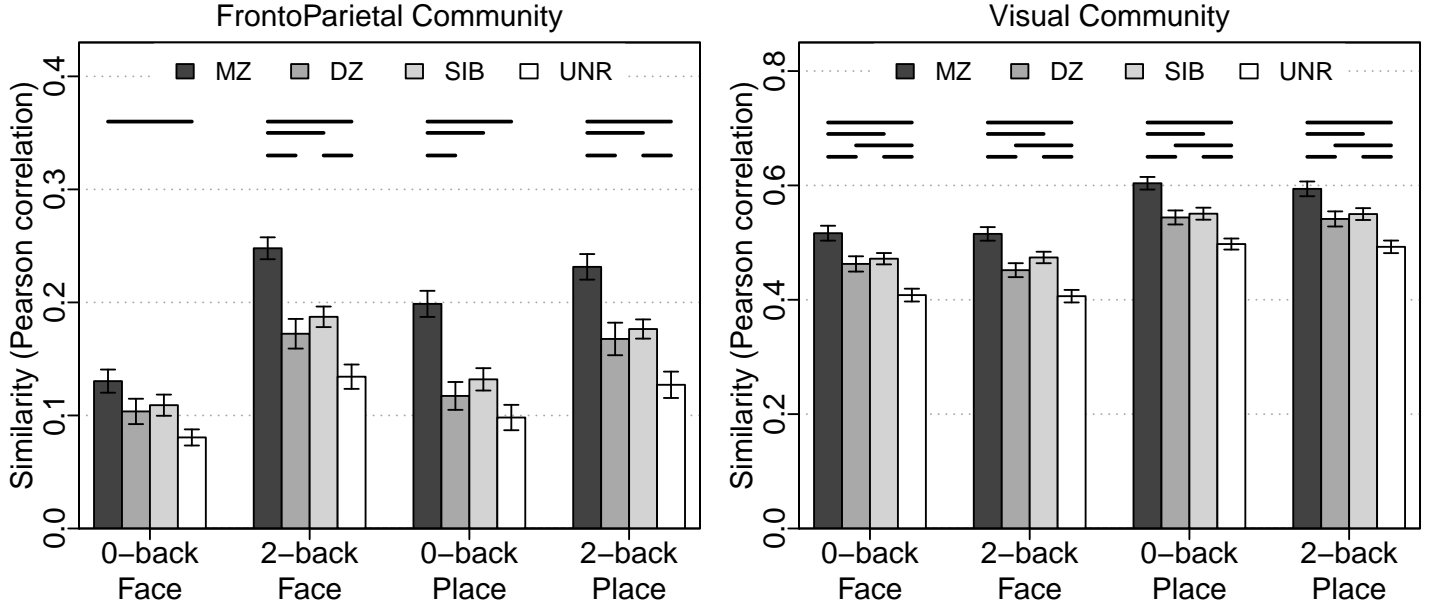 FrontoParietal Community
Similarity (Pearson correlation)
0.4
0.3
0.2
0.1
0.0
MZ DZ SIB UNR
0−back 2−back 0−back 2−back
Face Face Place Place
Visual Community
Similarity (Pearson correlation)
0.8
0.6
0.4
0.2
0.0
MZ DZ SIB UNR
0−back 2−back 0−back 2−back
Face Face Place Place